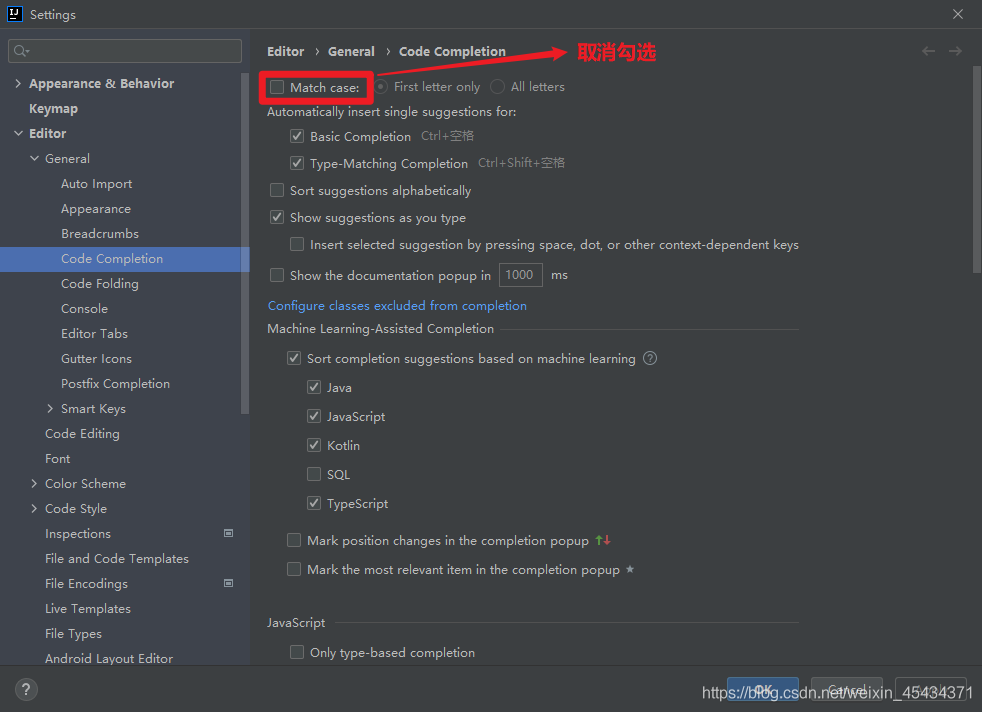 IJ Settings
Editor › General › Code Completion
取消勾选
Appearance & Behavior
Keymap
Editor
General
Auto Import
Appearance
Breadcrumbs
Code Completion
Code Folding
Console
Editor Tabs
Gutter Icons
Postfix Completion
Smart Keys
Code Editing
Font
Color Scheme
Code Style
Inspections
File and Code Templates
File Encodings
Live Templates
File Types
Android Layout Editor
Match case: First letter only All letters
Automatically insert single suggestions for:
Basic Completion Ctrl+空格
Type-Matching Completion Ctrl+Shift+空格
Sort suggestions alphabetically
Show suggestions as you type
Insert selected suggestion by pressing space, dot, or other context-dependent keys
Show the documentation popup in 1000 ms
Configure classes excluded from completion
Machine Learning-Assisted Completion
Sort completion suggestions based on machine learning ?
Java
JavaScript
Kotlin
SQL
TypeScript
Mark position changes in the completion popup
Mark the most relevant item in the completion popup
JavaScript
Only type-based completion
? OK Cancel
https://blog.csdn.net/weixin_45434371